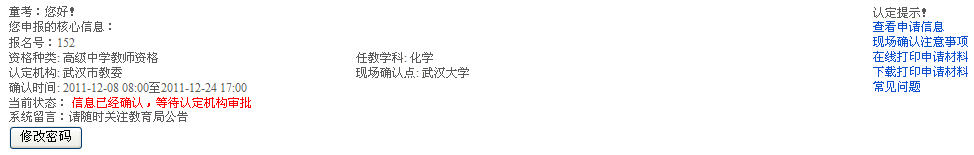 童考：您好！
您申报的核心信息：
报名号：152
资格种类: 高级中学教师资格 任教学科: 化学
认定机构: 武汉市教委 现场确认点: 武汉大学
确认时间: 2011-12-08 08:00至2011-12-24 17:00
当前状态： 信息已经确认，等待认定机构审批
系统留言：请随时关注教育局公告
修改密码
认定提示！
查看申请信息
现场确认注意事项
在线打印申请材料
下载打印申请材料
常见问题